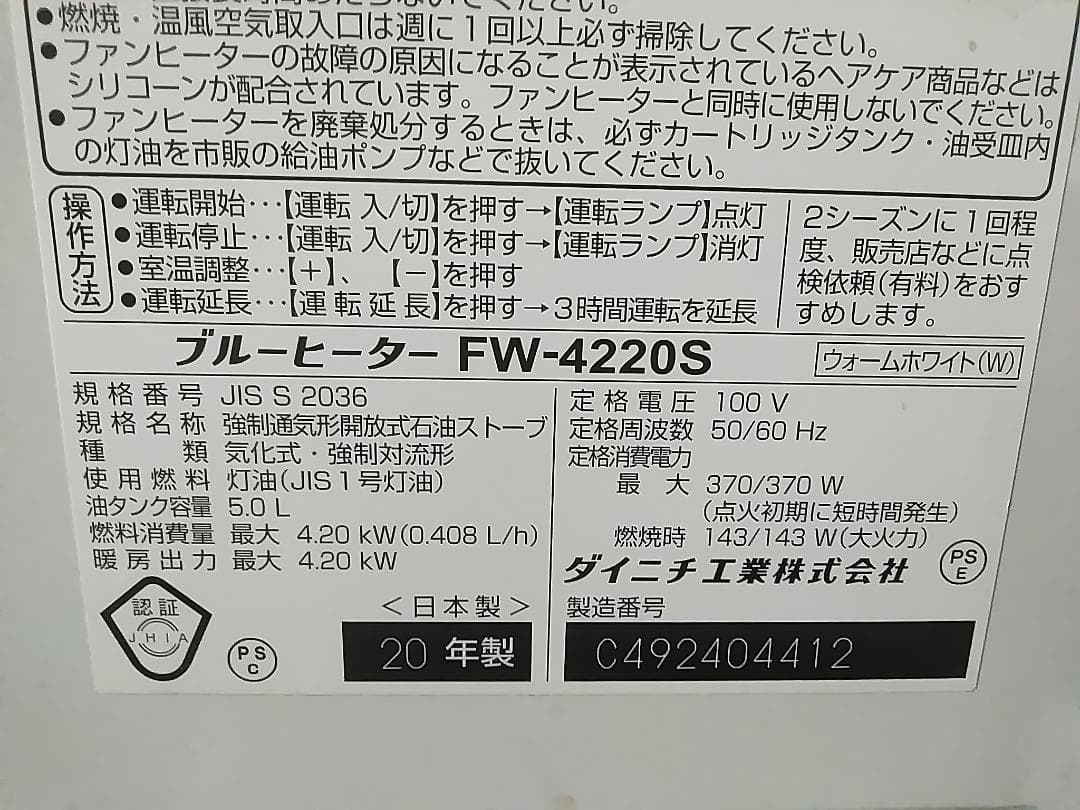 ●燃焼・温風空気取入口は週に1回以上必ず掃除してください。
●ファンヒーターの故障の原因になることが表示されているヘアケア商品などは
シリコーンが配合されています。ファンヒーターと同時に使用しないでください。
●ファンヒーターを廃棄処分するときは、必ずカートリッジタンク・油受皿内
の灯油を市販の給油ポンプなどで抜いてください。
操作方法
●運転開始…【運転 入/切】を押す→【運転ランプ】点灯
●運転停止…【運転 入/切】を押す→【運転ランプ】消灯
●室温調整…【+】、【-】を押す
●運転延長…【運転延長】を押す→3時間運転を延長
2シーズンに1回程
度、販売店などに点
検依頼(有料)をおす
すめします。
ブルーヒーター FW-4220S
ウォームホワイト(W)
規格番号 JIS S 2036
規格名称 強制通気形開放式石油ストーブ
種類 気化式・強制対流形
使用燃料 灯油(JIS1号灯油)
油タンク容量 5.0 L
燃料消費量 最大 4.20 kW(0.408 L/h)
暖房出力 最大 4.20 kW
定格電圧 100 V
定格周波数 50/60 Hz
定格消費電力
最大 370/370 W
(点火初期に短時間発生)
燃焼時 143/143 W(大火力)
ダイニチ工業株式会社
PS
E
認証
JHIA
PS
C
<日本製>
20 年製
製造番号
C492404412